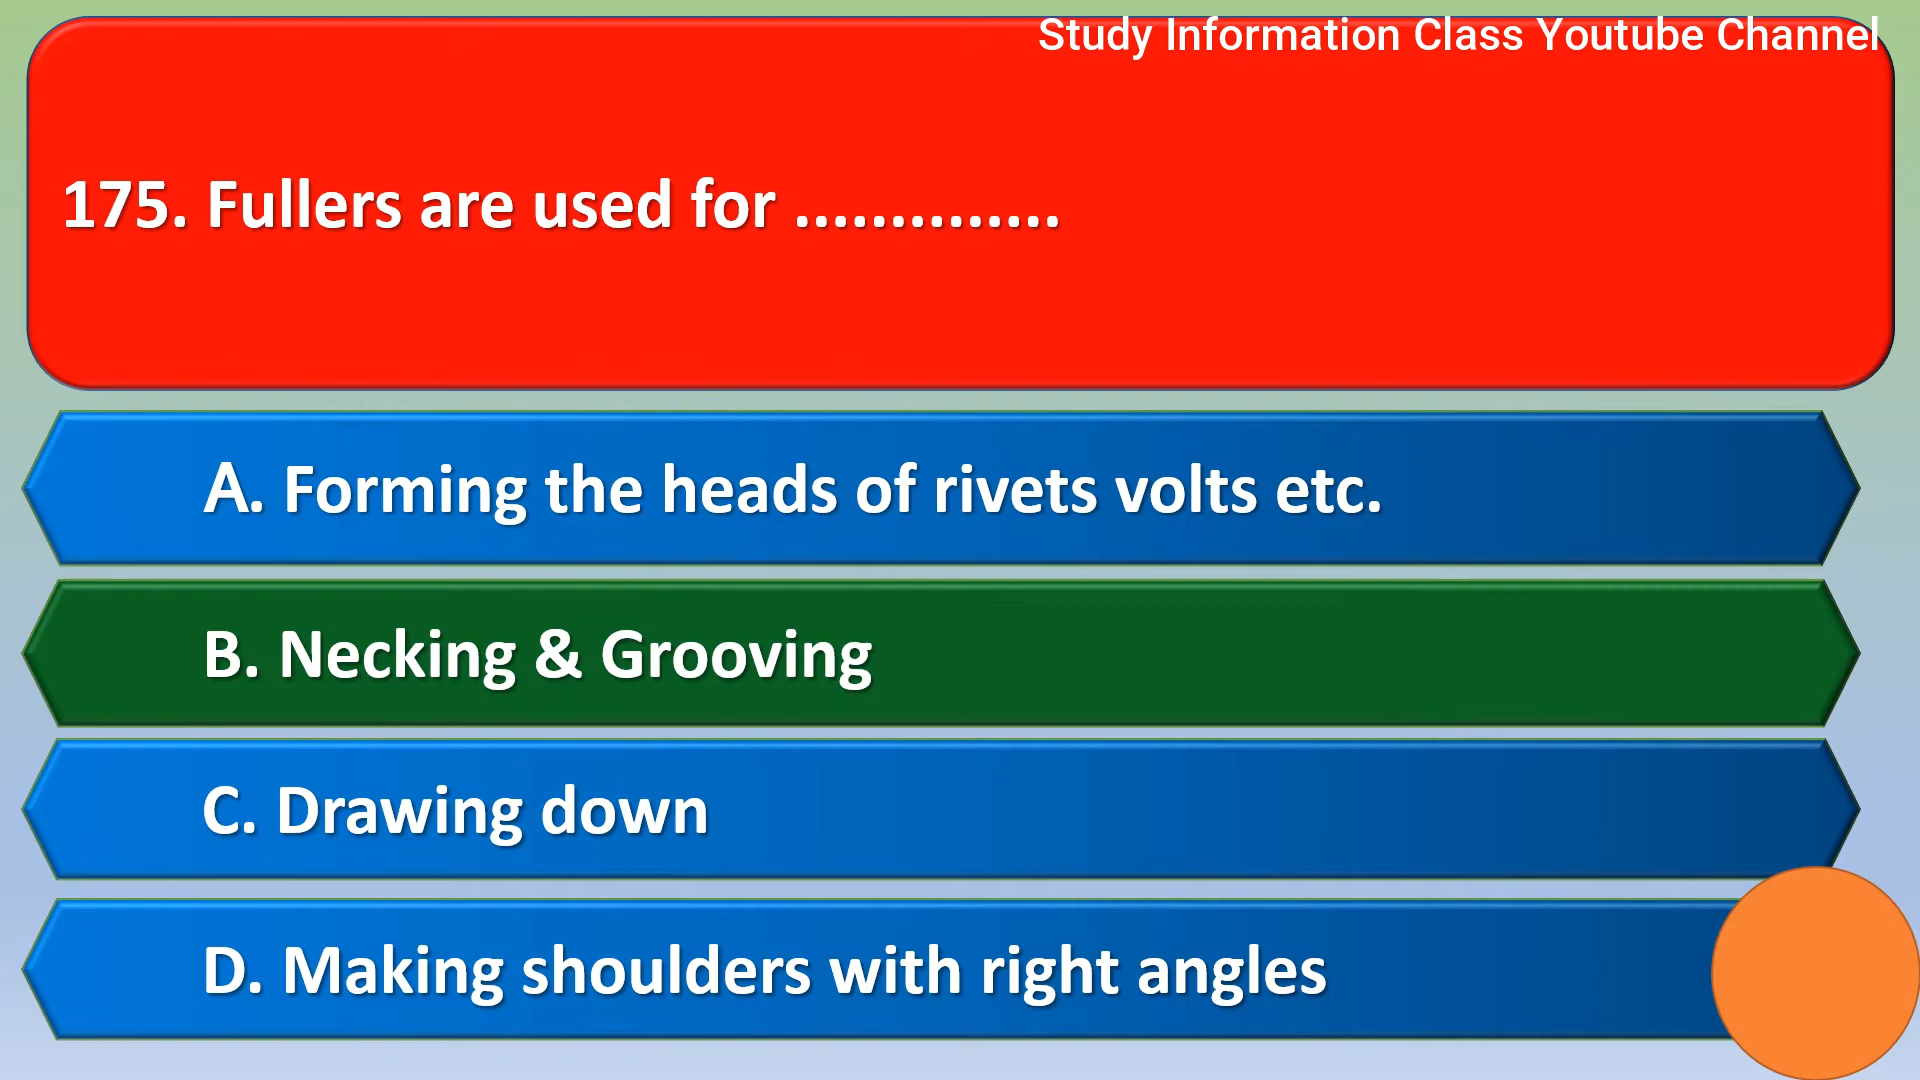 Study Information Class Youtube Channel
175. Fullers are used for ..............
A. Forming the heads of rivets volts etc.
B. Necking & Grooving
C. Drawing down
D. Making shoulders with right angles